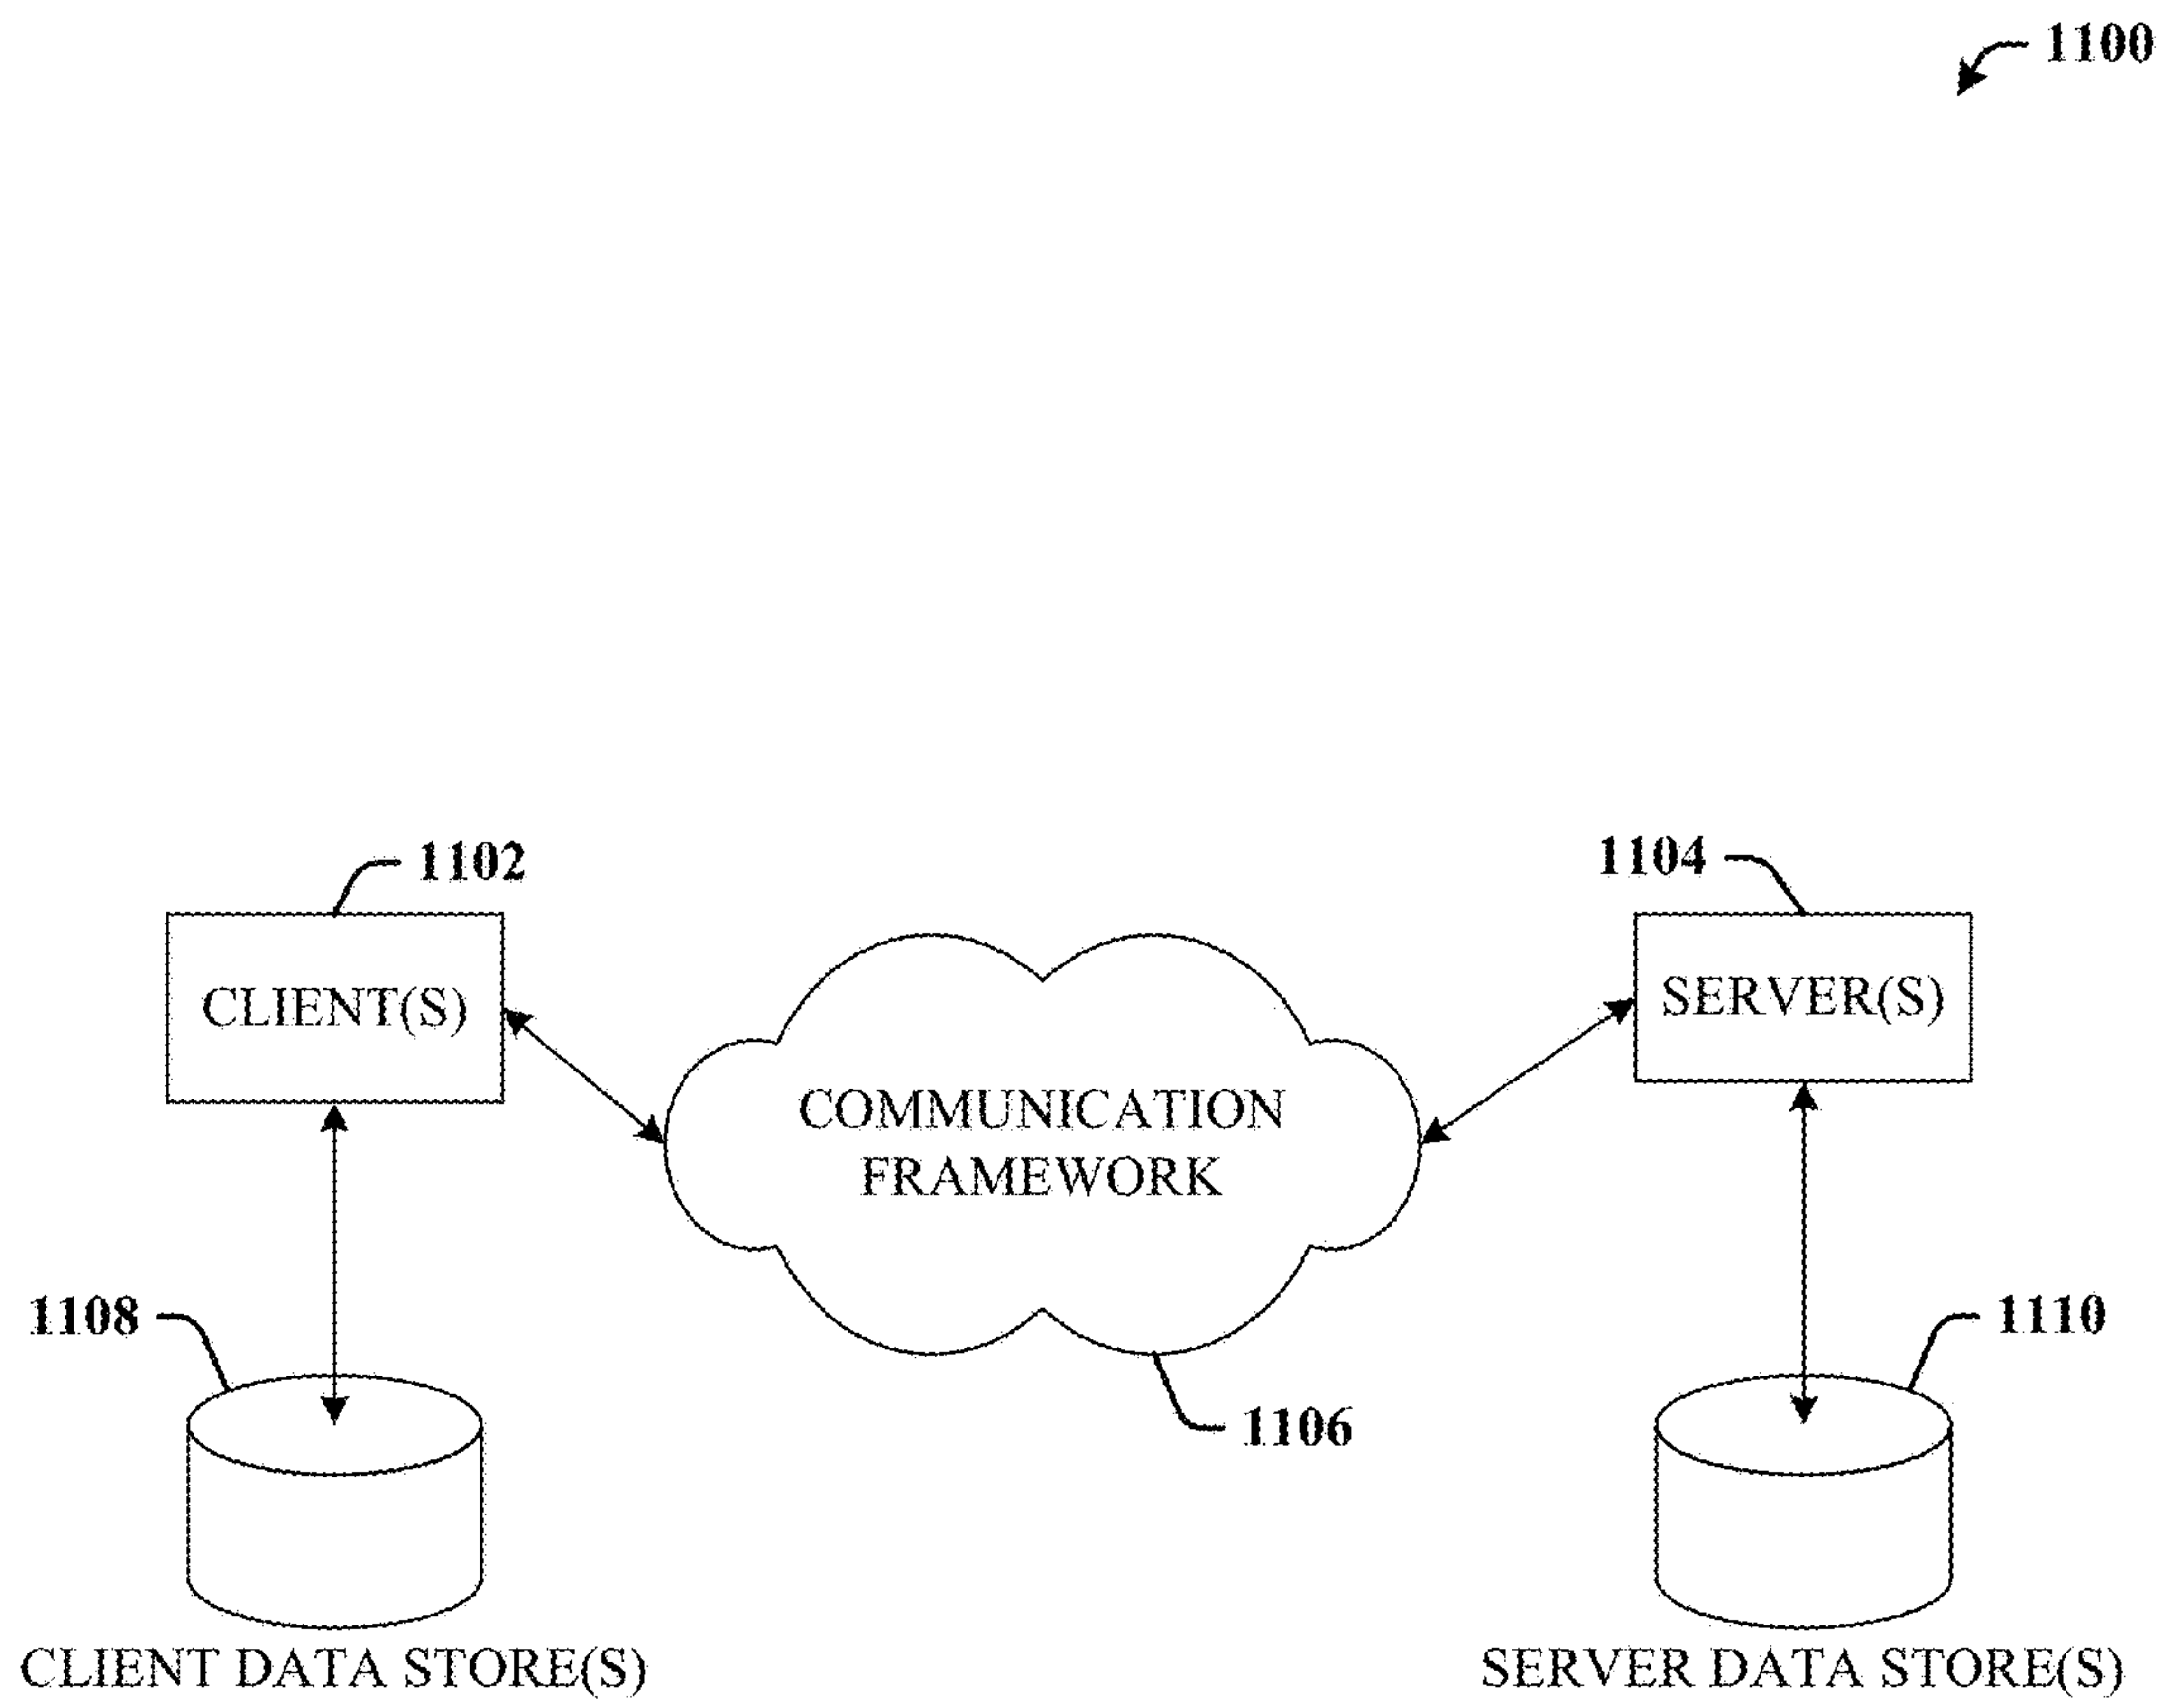 1100
1102
1104
CLIENT(S)
SERVER(S)
COMMUNICATION
FRAMEWORK
1108
1110
1106
CLIENT DATA STORE(S)
SERVER DATA STORE(S)